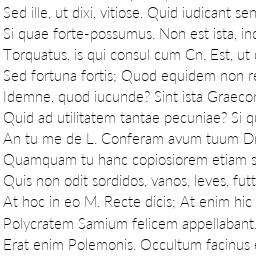 Sed ille, ut dixi, vitiose. Quid iudicant sen
Si quae forte-possumus. Non est ista, inq
Torquatus, is qui consul cum Cn. Est, ut d
Sed fortuna fortis; Quod equidem non re
Idemne, quod iucunde? Sint ista Graecor
Quid ad utilitatem tantae pecuniae? Si qu
An tu me de L. Conferam avum tuum Dr
Quamquam tu hanc copiosiorem etiam s
Quis non odit sordidos, vanos, leves, futt
At hoc in eo M. Recte dicis; At enim hic
Polycratem Samium felicem appellabant.
Erat enim Polemonis. Occultum facinus